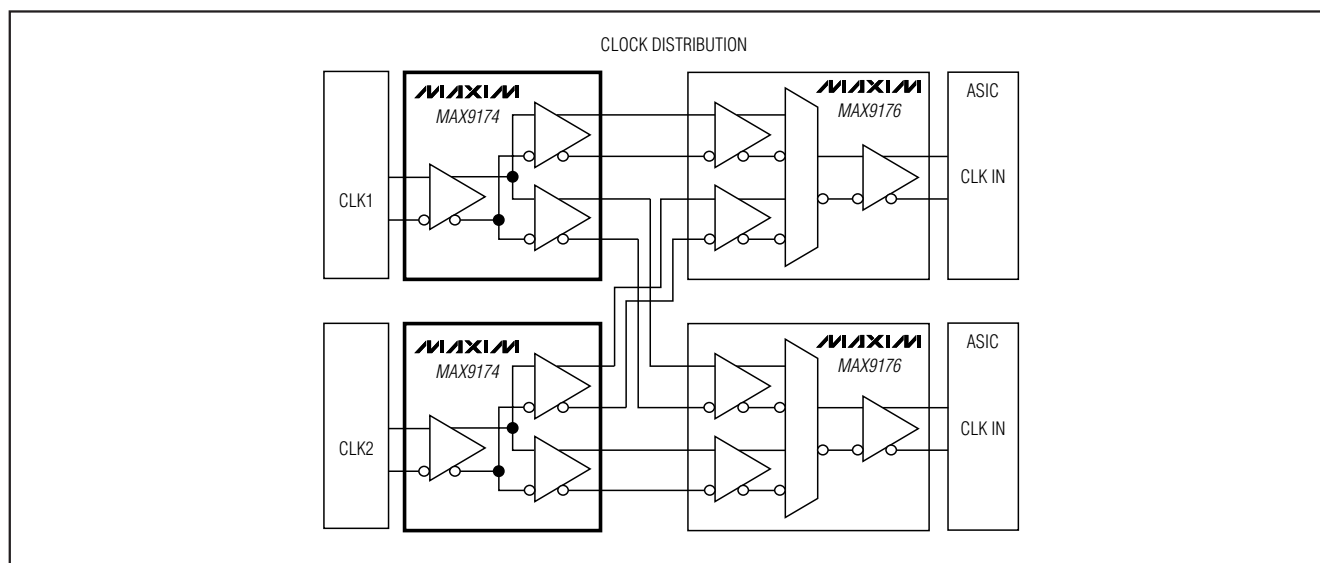 CLOCK DISTRIBUTION
CLK1
MAXIM
MAX9174
MAXIM
MAX9176
ASIC
CLK IN
CLK2
MAXIM
MAX9174
MAXIM
MAX9176
ASIC
CLK IN